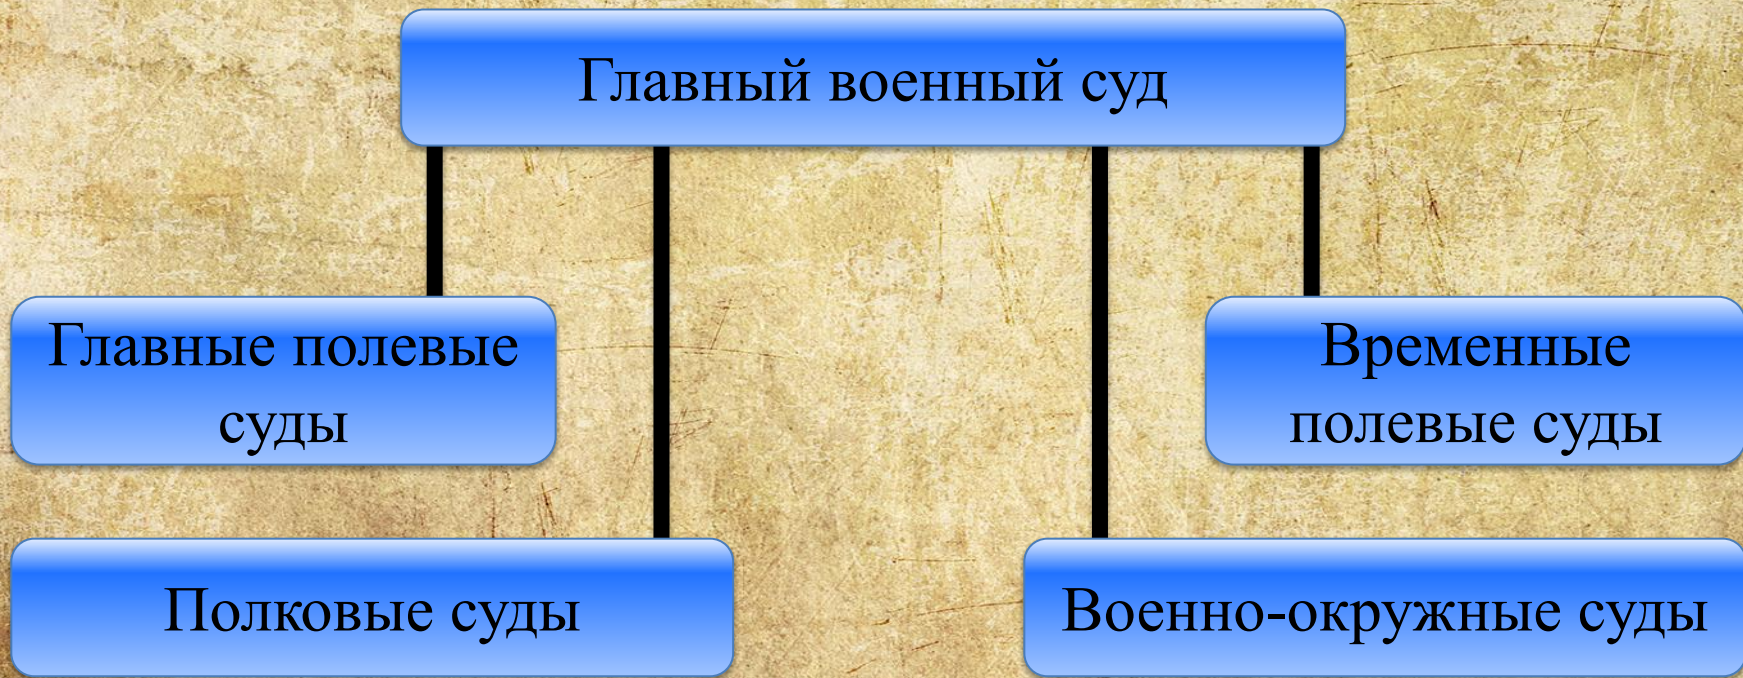 Главный военный суд
Главные полевые
суды
Временные
полевые суды
Полковые суды
Военно-окружные суды